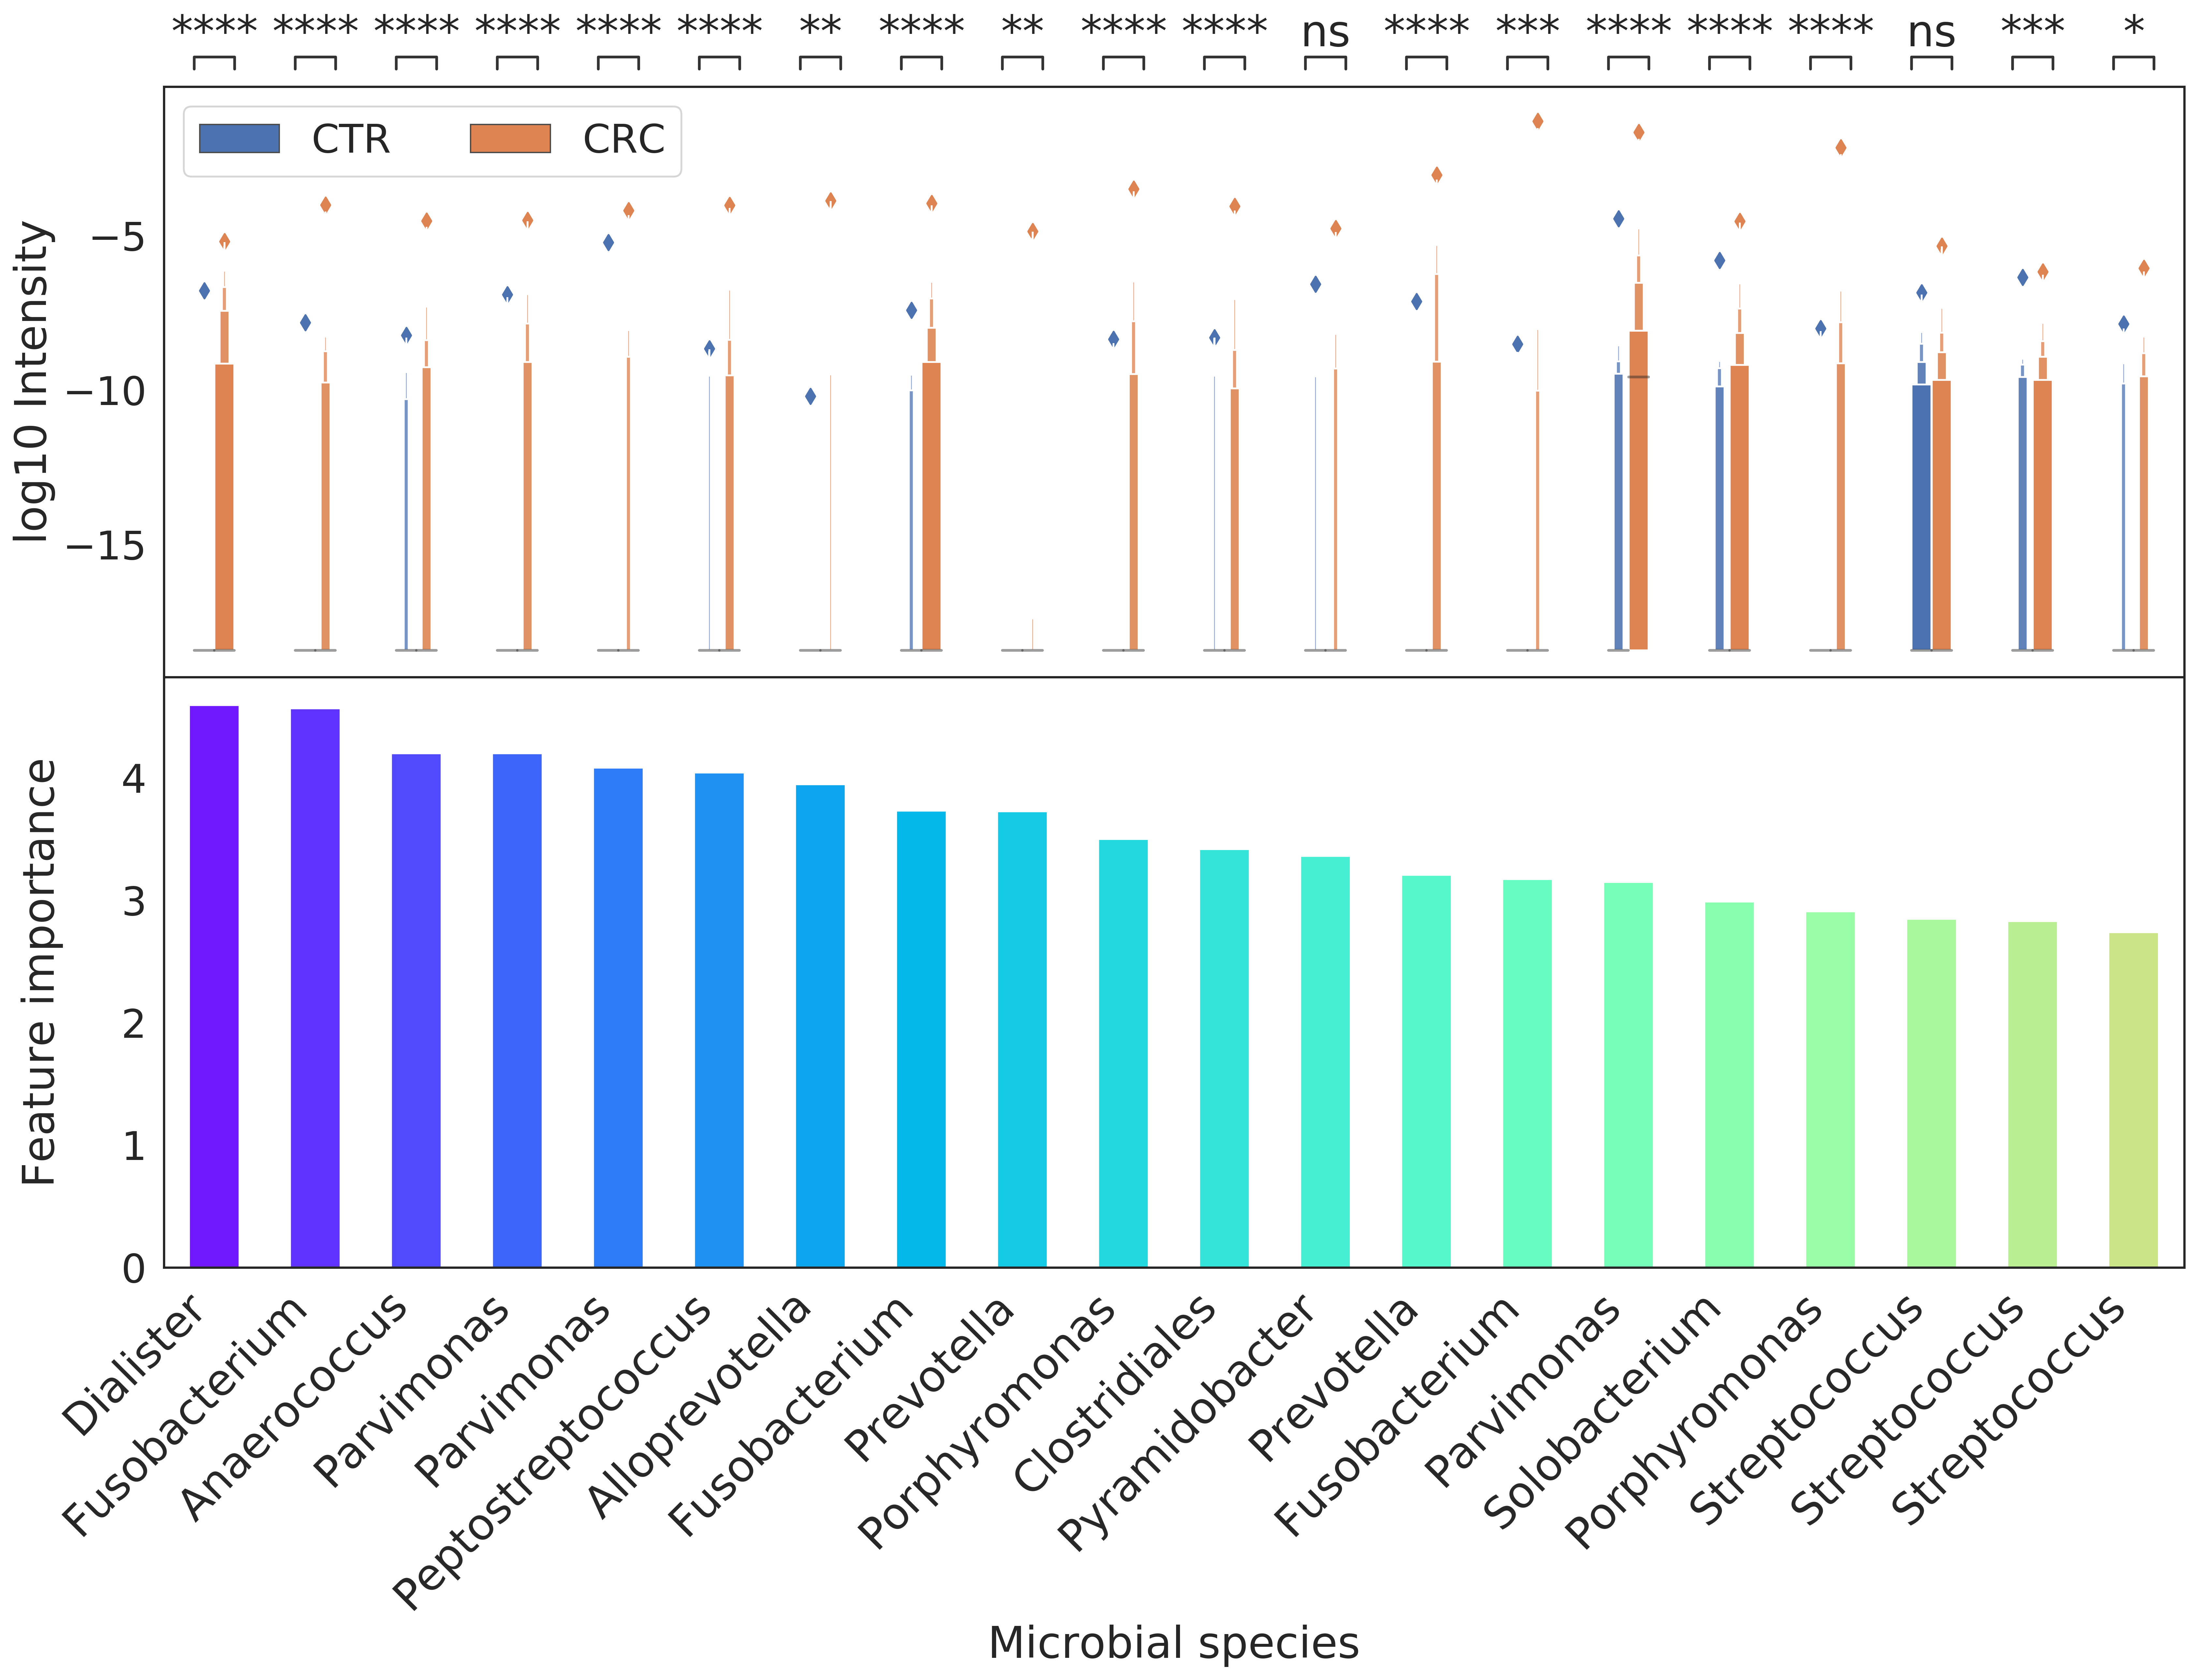 **** **** **** **** **** **** ** **** ** **** **** ns **** *** **** **** **** ns *** *
CTR CRC
log10 Intensity
−5
−10
−15
Feature importance
4
3
2
1
0
Dialister
Fusobacterium
Anaerococcus
Parvimonas
Parvimonas
Peptostreptococcus
Alloprevotella
Fusobacterium
Prevotella
Porphyromonas
Clostridiales
Pyramidobacter
Prevotella
Fusobacterium
Parvimonas
Solobacterium
Porphyromonas
Streptococcus
Streptococcus
Streptococcus
Microbial species